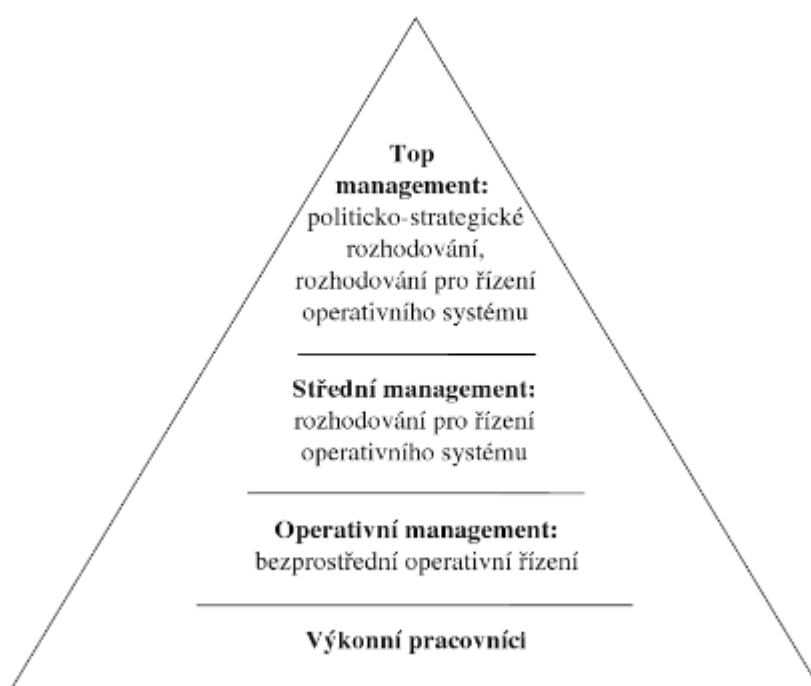 Top
management:
politicko-strategické
rozhodování,
rozhodování pro řízení
operativního systému
Střední management:
rozhodování pro řízení
operativního systému
Operativní management:
bezprostřední operativní řízení
Výkonní pracovníci